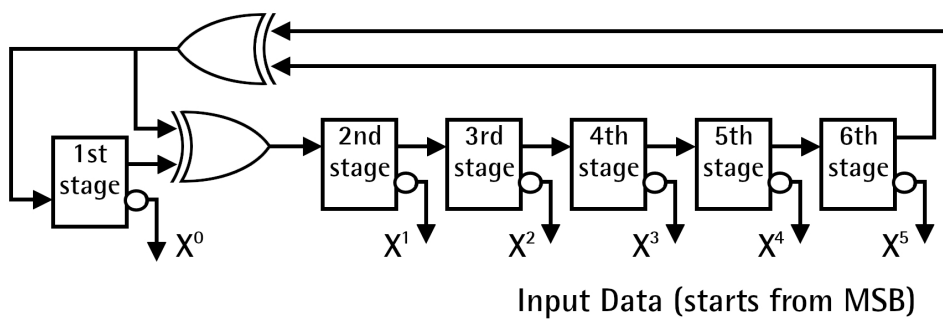 1st
stage
2nd
stage
3rd
stage
4th
stage
5th
stage
6th
stage
X⁰
X¹
X²
X³
X⁴
X⁵
Input Data (starts from MSB)